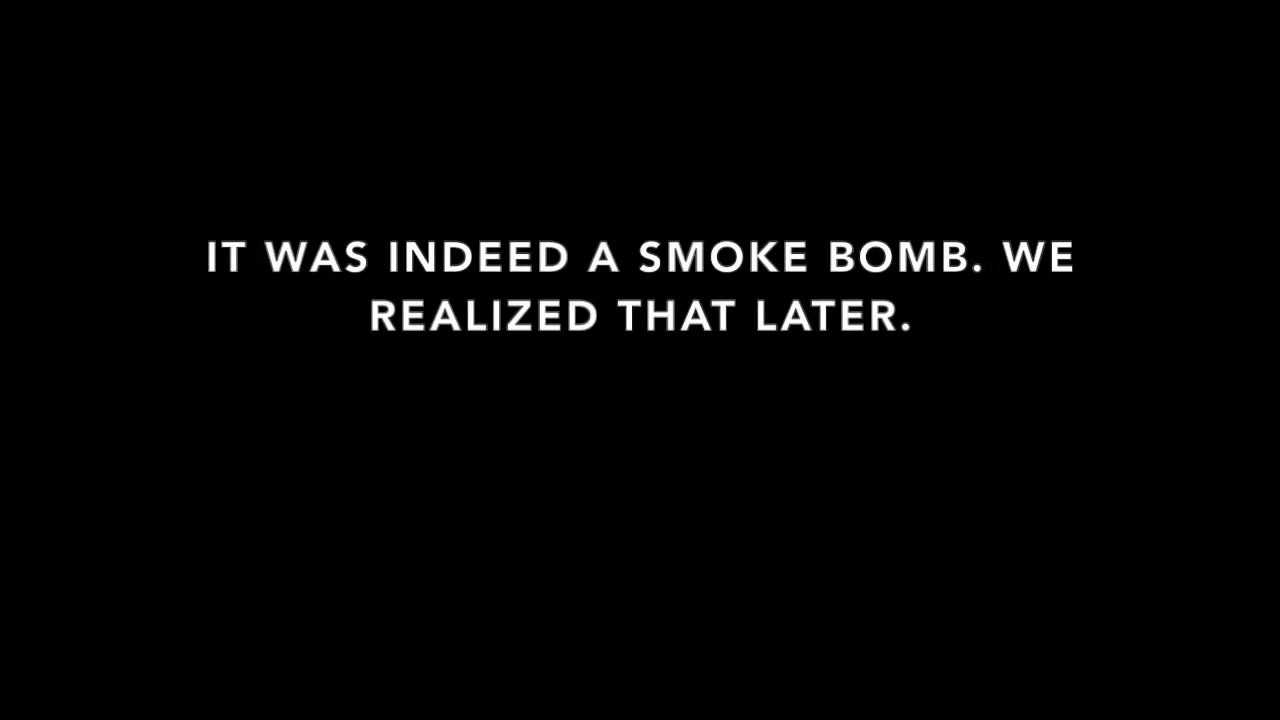 IT WAS INDEED A SMOKE BOMB. WE
REALIZED THAT LATER.